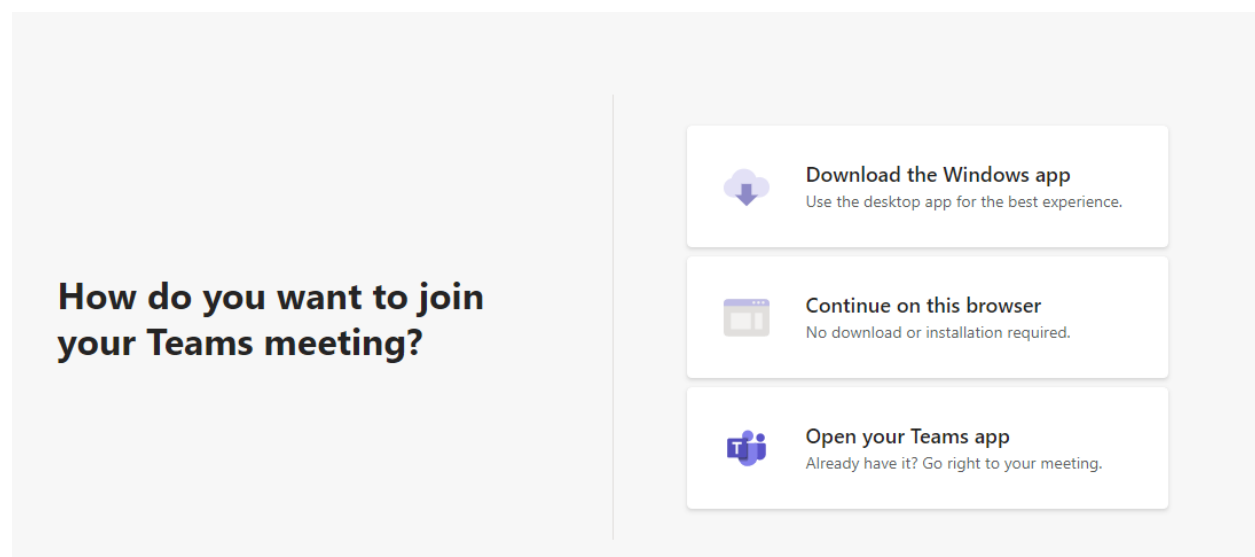 How do you want to join
your Teams meeting?
Download the Windows app
Use the desktop app for the best experience.
Continue on this browser
No download or installation required.
T
Open your Teams app
Already have it? Go right to your meeting.